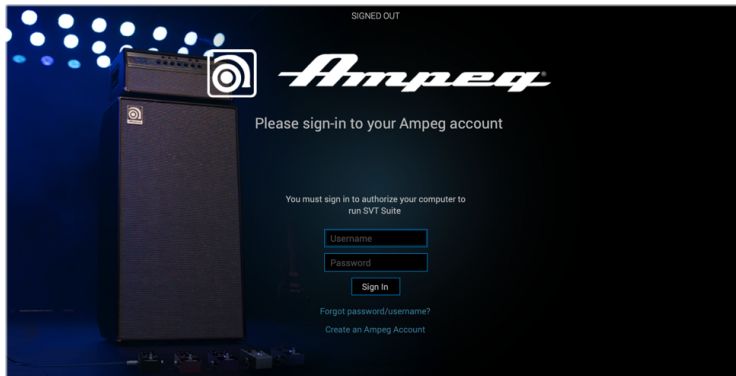 SIGNED OUT
Ampeg
Please sign-in to your Ampeg account
You must sign in to authorize your computer to
run SVT Suite
Username
Password
Sign In
Forgot password/username?
Create an Ampeg Account